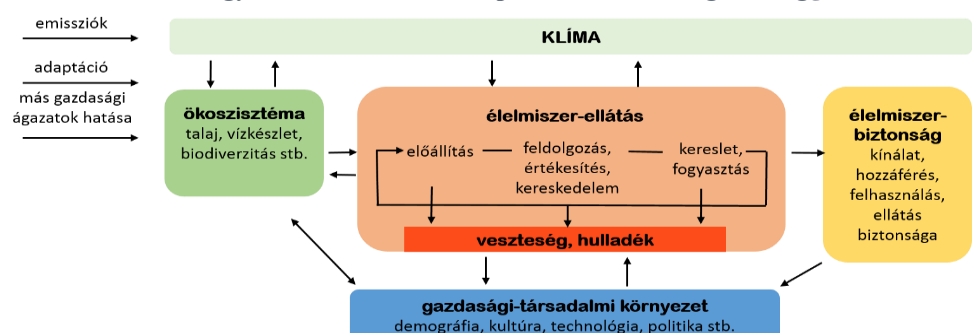 emissziók
KLÍMA
adaptáció
más gazdasági
ágazatok hatása
ökoszisztéma
talaj, vízkészlet,
biodiverzitás stb.
élelmiszer-ellátás
előállítás
feldolgozás,
értékesítés,
kereskedelem
kereslet,
fogyasztás
veszteség, hulladék
élelmiszer-
biztonság
kínálat,
hozzáférés,
felhasználás,
ellátás
biztonsága
gazdasági-társadalmi környezet
demográfia, kultúra, technológia, politika stb.